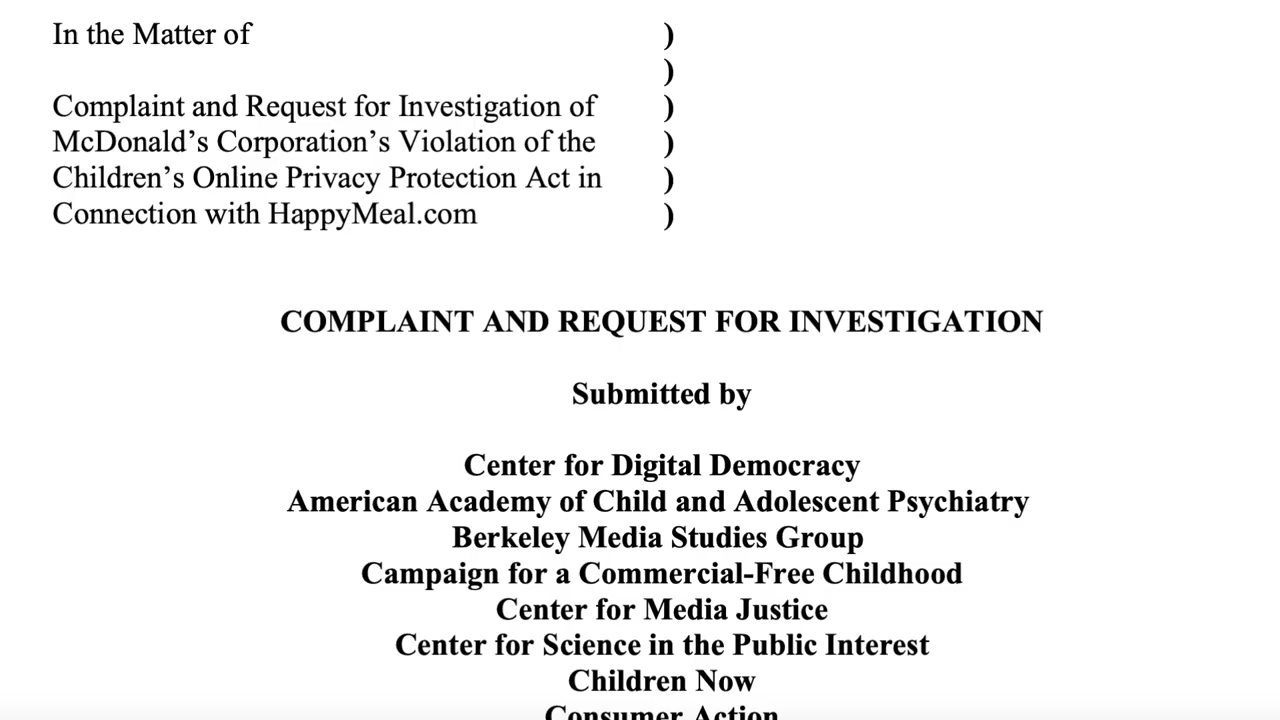 In the Matter of )
)
Complaint and Request for Investigation of )
McDonald’s Corporation’s Violation of the )
Children’s Online Privacy Protection Act in )
Connection with HappyMeal.com )
COMPLAINT AND REQUEST FOR INVESTIGATION
Submitted by
Center for Digital Democracy
American Academy of Child and Adolescent Psychiatry
Berkeley Media Studies Group
Campaign for a Commercial-Free Childhood
Center for Media Justice
Center for Science in the Public Interest
Children Now
Consumer Action